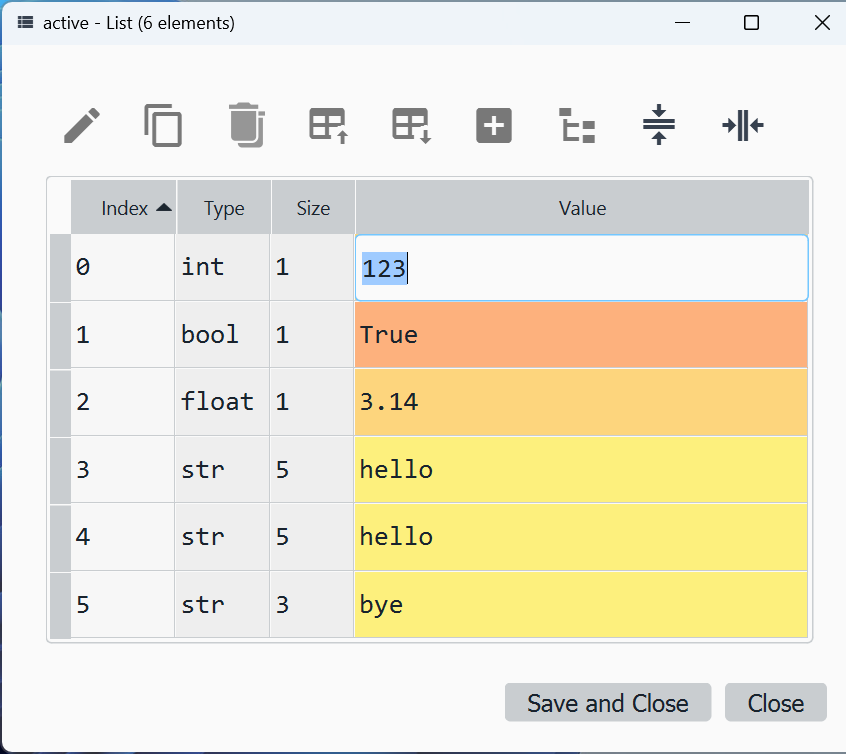 active - List (6 elements)
Index Type Size Value
0 int 1 123
1 bool 1 True
2 float 1 3.14
3 str 5 hello
4 str 5 hello
5 str 3 bye
Save and Close Close